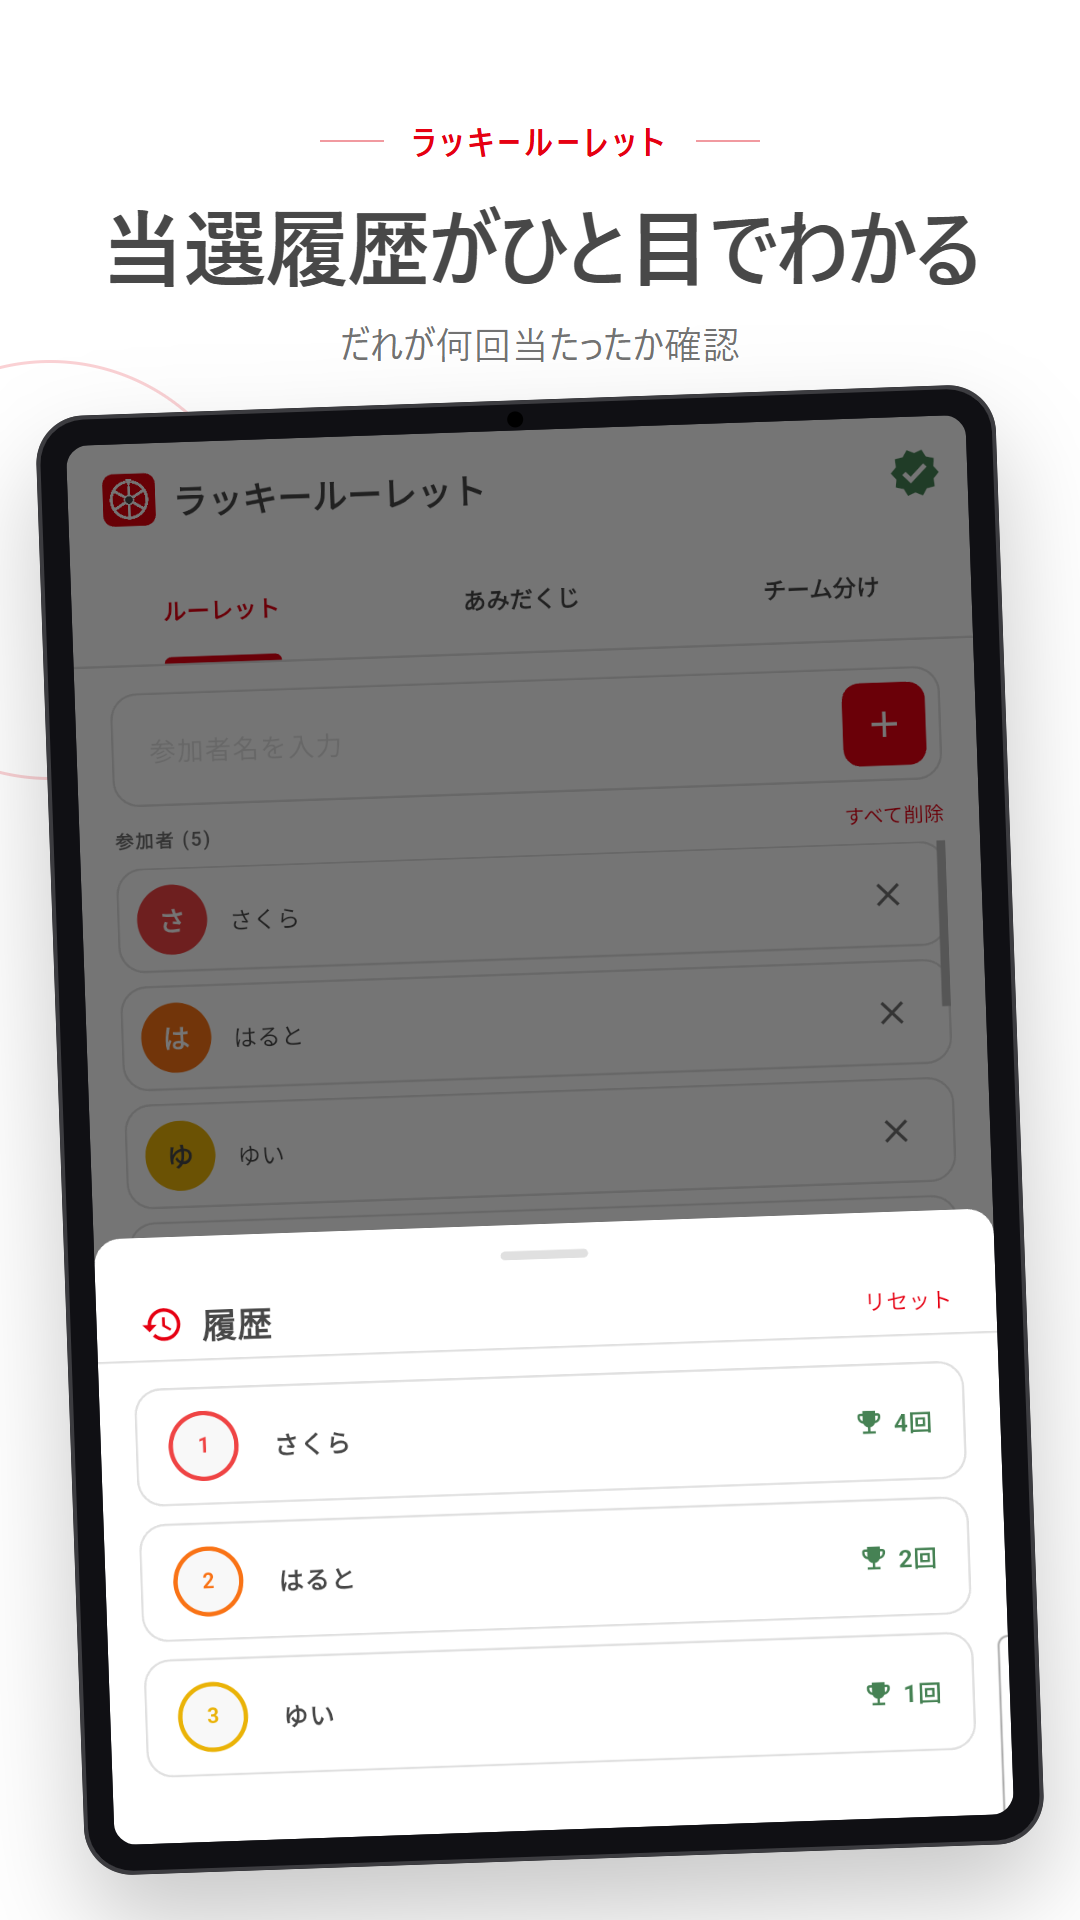 ラッキールーレット
当選履歴がひと目でわかる
だれが何回当たったか確認
ラッキールーレット
ルーレット
あみだくじ
チーム分け
参加者名を入力
すべて削除
参加者 (5)
さ
さくら
は
はると
ゆ
ゆい
履歴
リセット
1
さくら
4回
2
はると
2回
3
ゆい
1回